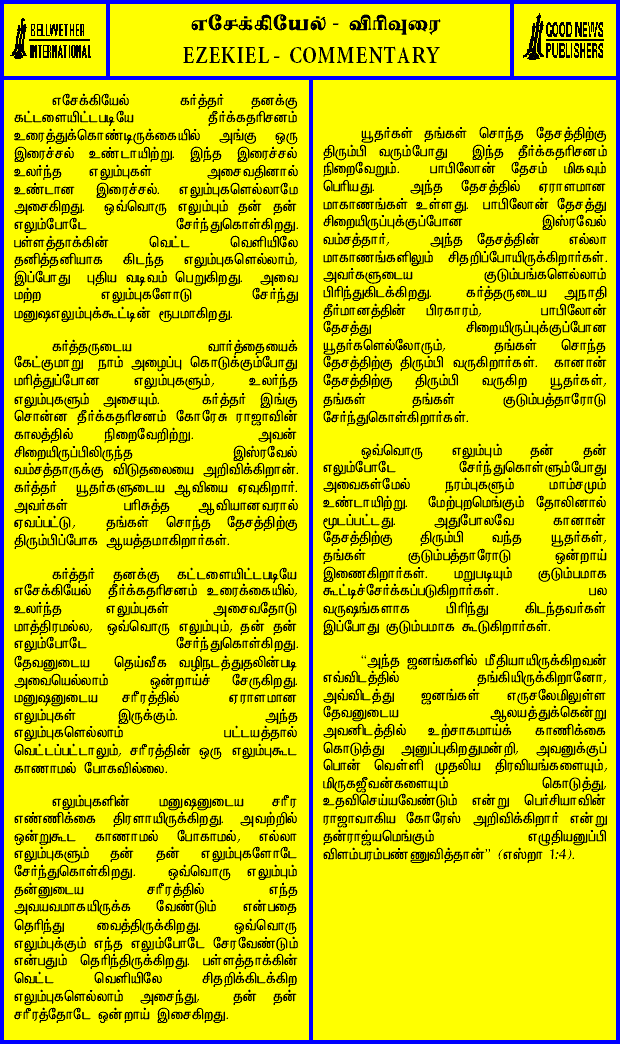 BELLWETHER
INTERNATIONAL
எசேக்கியேல் - விரிவுரை
EZEKIEL - COMMENTARY
GOOD NEWS
PUBLISHERS
எசேக்கியேல் கர்த்தர் தனக்கு
கட்டளையிட்டபடியே தீர்க்கதரிசனம்
உரைத்துக்கொண்டிருக்கையில் அங்கு ஒரு
இரைச்சல் உண்டாயிற்று. இந்த இரைச்சல்
உலர்ந்த எலும்புகள் அசைவதினால்
உண்டான இரைச்சல். எலும்புகளெல்லாமே
அசைகிறது. ஒவ்வொரு எலும்பும் தன் தன்
எலும்போடே சேர்ந்துகொள்கிறது.
பள்ளத்தாக்கின் வெட்ட வெளியிலே
தனித்தனியாக கிடந்த எலும்புகளெல்லாம்,
இப்போது புதிய வடிவம் பெறுகிறது. அவை
மற்ற எலும்புகளோடு சேர்ந்து
மனுஷஎலும்புக்கூட்டின் ரூபமாகிறது.
கர்த்தருடைய வார்த்தையைக்
கேட்குமாறு நாம் அழைப்பு கொடுக்கும்போது
மரித்துப்போன எலும்புகளும், உலர்ந்த
எலும்புகளும் அசையும். கர்த்தர் இங்கு
சொன்ன தீர்க்கதரிசனம் கோரேசு ராஜாவின்
காலத்தில் நிறைவேறிற்று. அவன்
சிறையிருப்பிலிருந்த இஸ்ரவேல்
வம்சத்தாருக்கு விடுதலையை அறிவிக்கிறான்.
கர்த்தர் யூதர்களுடைய ஆவியை ஏவுகிறார்.
அவர்கள் பரிசுத்த ஆவியானவரால்
ஏவப்பட்டு, தங்கள் சொந்த தேசத்திற்கு
திரும்பிப்போக ஆயத்தமாகிறார்கள்.
கர்த்தர் தனக்கு கட்டளையிட்டபடியே
எசேக்கியேல் தீர்க்கதரிசனம் உரைக்கையில்,
உலர்ந்த எலும்புகள் அசைவதோடு
மாத்திரமல்ல, ஒவ்வொரு எலும்பும், தன் தன்
எலும்போடே சேர்ந்துகொள்கிறது.
தேவனுடைய தெய்வீக வழிநடத்துதலின்படி
அவையெல்லாம் ஒன்றாய்ச் சேருகிறது.
மனுஷனுடைய சரீரத்தில் ஏராளமான
எலும்புகள் இருக்கும். அந்த
எலும்புகளெல்லாம் பட்டயத்தால்
வெட்டப்பட்டாலும், சரீரத்தின் ஒரு எலும்புகூட
காணாமல் போகவில்லை.
எலும்புகளின் மனுஷனுடைய சரீர
எண்ணிக்கை திரளாயிருக்கிறது. அவற்றில்
ஒன்றுகூட காணாமல் போகாமல், எல்லா
எலும்புகளும் தன் தன் எலும்புகளோடே
சேர்ந்துகொள்கிறது. ஒவ்வொரு எலும்பும்
தன்னுடைய சரீரத்தில் எந்த
அவயவமாகயிருக்க வேண்டும் என்பதை
தெரிந்து வைத்திருக்கிறது. ஒவ்வொரு
எலும்புக்கும் எந்த எலும்போடே சேரவேண்டும்
என்பதும் தெரிந்திருக்கிறது. பள்ளத்தாக்கின்
வெட்ட வெளியிலே சிதறிக்கிடக்கிற
எலும்புகளெல்லாம் அசைந்து, தன் தன்
சரீரத்தோடே ஒன்றாய் இசைகிறது.
யூதர்கள் தங்கள் சொந்த தேசத்திற்கு
திரும்பி வரும்போது இந்த தீர்க்கதரிசனம்
நிறைவேறும். பாபிலோன் தேசம் மிகவும்
பெரியது. அந்த தேசத்தில் ஏராளமான
மாகாணங்கள் உள்ளது. பாபிலோன் தேசத்து
சிறையிருப்புக்குப்போன இஸ்ரவேல்
வம்சத்தார், அந்த தேசத்தின் எல்லா
மாகாணங்களிலும் சிதறிப்போயிருக்கிறார்கள்.
அவர்களுடைய குடும்பங்களெல்லாம்
பிரிந்துகிடக்கிறது. கர்த்தருடைய அநாதி
தீர்மானத்தின் பிரகாரம், பாபிலோன்
தேசத்து சிறையிருப்புக்குப்போன
யூதர்களெல்லோரும், தங்கள் சொந்த
தேசத்திற்கு திரும்பி வருகிறார்கள். கானான்
தேசத்திற்கு திரும்பி வருகிற யூதர்கள்,
தங்கள் தங்கள் குடும்பத்தாரோடு
சேர்ந்துகொள்கிறார்கள்.
ஒவ்வொரு எலும்பும் தன் தன்
எலும்போடே சேர்ந்துகொள்ளும்போது
அவைகள்மேல் நரம்புகளும் மாம்சமும்
உண்டாயிற்று. மேற்புறமெங்கும் தோலினால்
மூடப்பட்டது. அதுபோலவே கானான்
தேசத்திற்கு திரும்பி வந்த யூதர்கள்,
தங்கள் குடும்பத்தாரோடு ஒன்றாய்
இணைகிறார்கள். மறுபடியும் குடும்பமாக
கூட்டிச்சேர்க்கப்படுகிறார்கள். பல
வருஷங்களாக பிரிந்து கிடந்தவர்கள்
இப்போது குடும்பமாக கூடுகிறார்கள்.
“அந்த ஜனங்களில் மீதியாயிருக்கிறவன்
எவ்விடத்தில் தங்கியிருக்கிறானோ,
அவ்விடத்து ஜனங்கள் எருசலேமிலுள்ள
தேவனுடைய ஆலயத்துக்கென்று
அவனிடத்தில் உற்சாகமாய்க் காணிக்கை
கொடுத்து அனுப்புகிறதுமன்றி, அவனுக்குப்
பொன் வெள்ளி முதலிய திரவியங்களையும்,
மிருகஜீவன்களையும் கொடுத்து,
உதவிசெய்யவேண்டும் என்று பெர்சியாவின்
ராஜாவாகிய கோரேஸ் அறிவிக்கிறார் என்று
தன்ராஜ்யமெங்கும் எழுதியனுப்பி
விளம்பரம்பண்ணுவித்தான்” (எஸ்றா 1:4).